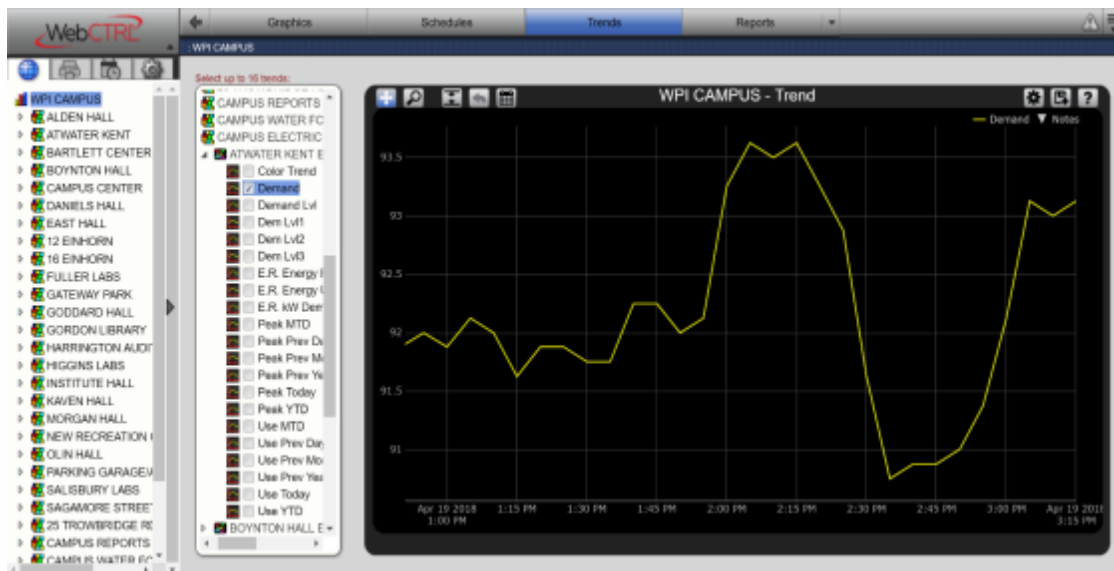 WebCTRL
Graphics
Schedules
Trends
Reports
: WPI CAMPUS
WPI CAMPUS
ALDEN HALL
ATWATER KENT
BARTLETT CENTER
BOYNTON HALL
CAMPUS CENTER
DANIELS HALL
EAST HALL
12 EINHORN
16 EINHORN
FULLER LABS
GATEWAY PARK
GODDARD HALL
GORDON LIBRARY
HARRINGTON AUDI
HIGGINS LABS
INSTITUTE HALL
KAVEN HALL
MORGAN HALL
NEW RECREATION
OLIN HALL
PARKING GARAGE/
SALISBURY LABS
SAGAMORE STREET
25 TROWBRIDGE RD
CAMPUS REPORTS
CAMPUS WATER FC
Select up to 16 trends:
CAMPUS REPORTS
CAMPUS WATER FC
CAMPUS ELECTRIC
ATWATER KENT E
Color Trend
Demand
Demand Lvl
Dem Lvl1
Dem Lvl2
Dem Lvl3
E.R. Energy
E.R. Energy
E.R. kW Dem
Peak MTD
Peak Prev Da
Peak Prev Mo
Peak Prev Ye
Peak Today
Peak YTD
Use MTD
Use Prev Day
Use Prev Mo
Use Prev Yea
Use Today
Use YTD
BOYNTON HALL E
WPI CAMPUS - Trend
?
Demand Notes
93.5
93
92.5
92
91.5
91
Apr 19 2018 1:15 PM 1:30 PM 1:45 PM 2:00 PM 2:15 PM 2:30 PM 2:45 PM 3:00 PM Apr 19 201
1:00 PM 3:15 PM